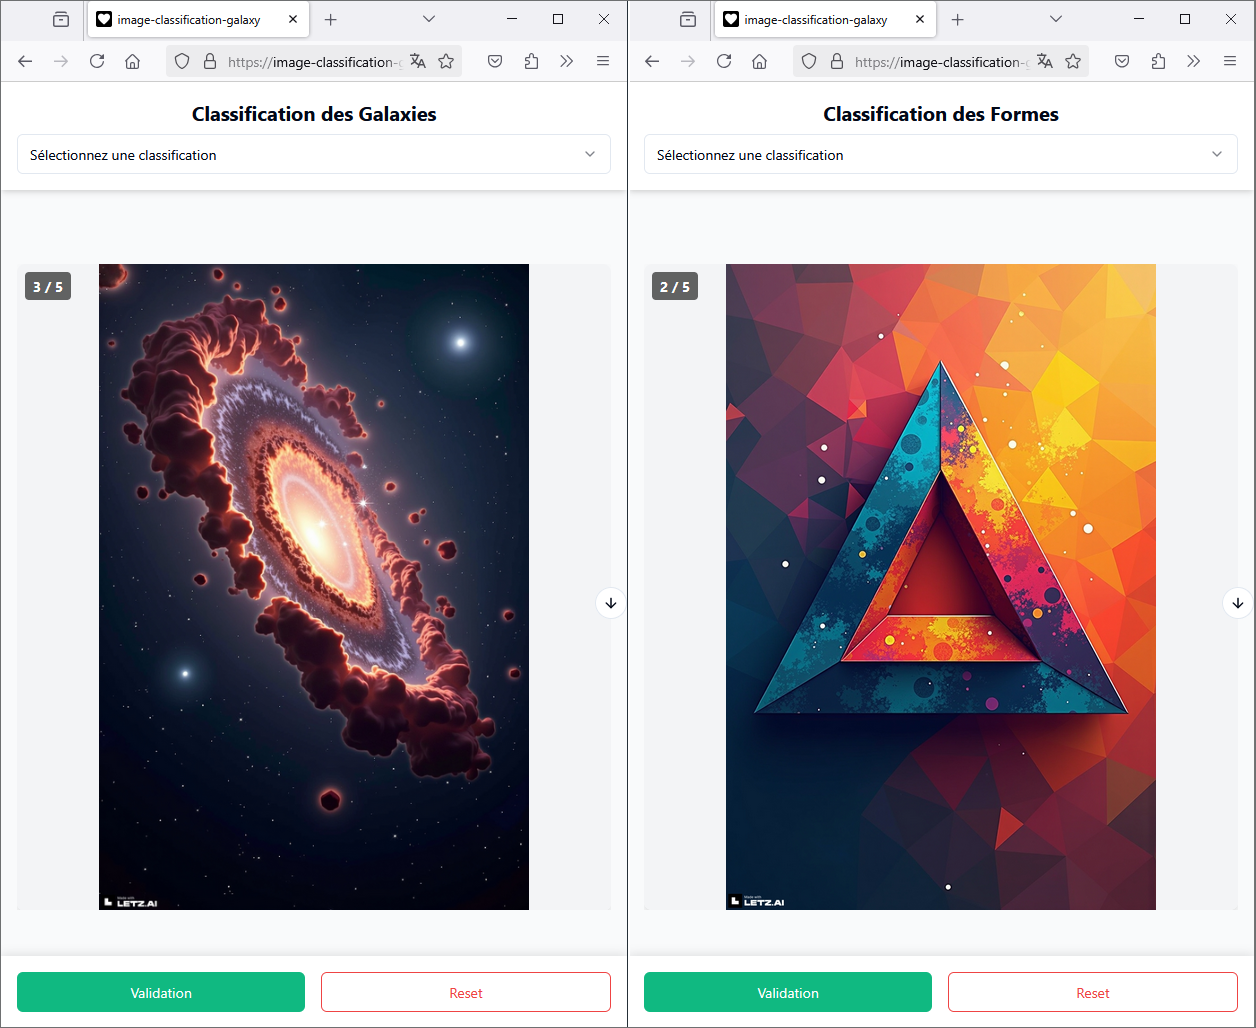 image-classification-galaxy
https://image-classification-
Classification des Galaxies
Sélectionnez une classification
3 / 5
Made with
LETZ.AI
Validation
Reset
image-classification-galaxy
https://image-classification-
Classification des Formes
Sélectionnez une classification
2 / 5
Made with
LETZ.AI
Validation
Reset